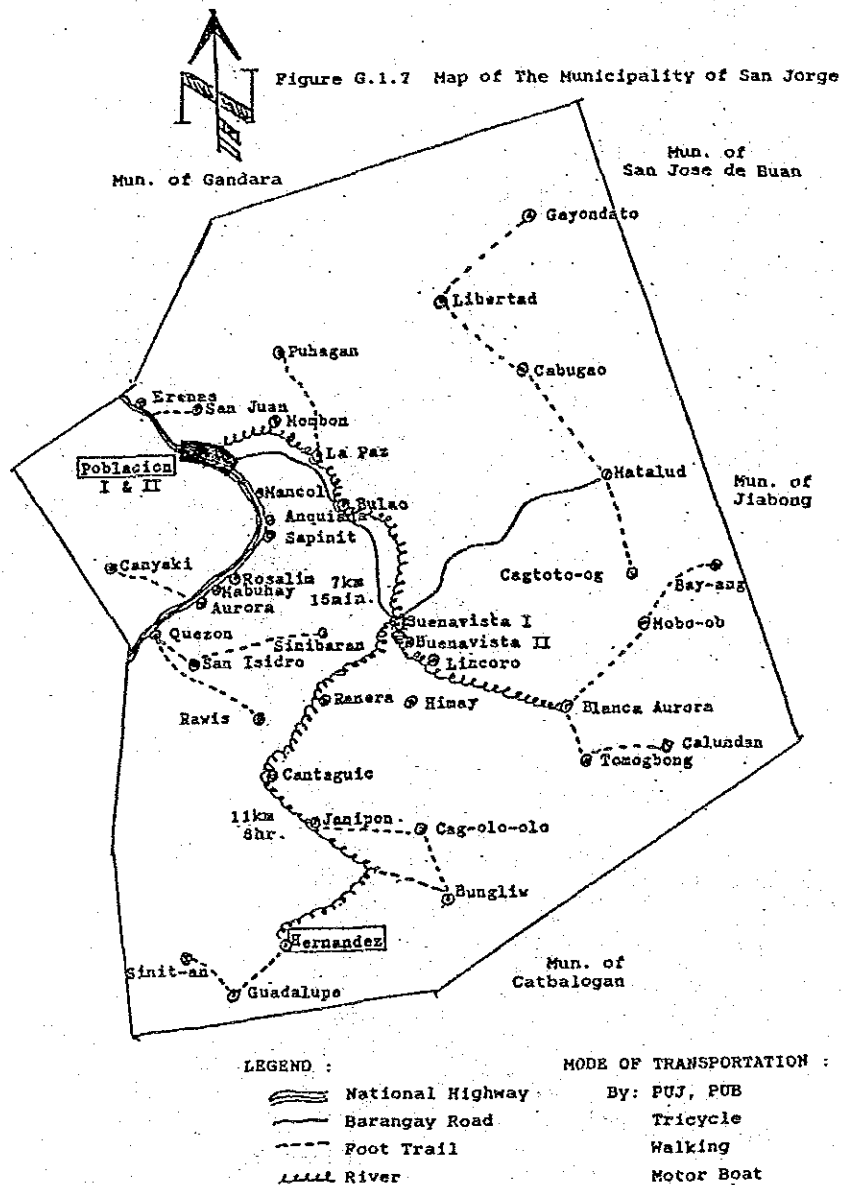 Figure G.1.7 Map of The Municipality of San Jorge
Mun. of Gandara
Mun. of
San Jose de Buan
Gayondato
Libertad
Puhagan
Cabugao
Erenas
San Juan
Mombon
La Paz
Poblacion
I & II
Matalud
Mun. of
Jiabong
Mancol
Bulao
Anquiana
Sapinit
Canyaki
Rosalim
Mabuhay
Aurora
7km
15min.
Cagtoto-og
Bay-ang
Quezon
Sinibaran
San Isidro
Buenavista I
Buenavista II
Lincoro
Mobo-ob
Rawis
Ranera
Himay
Blanca Aurora
Calundan
Tomogbong
Cantaguic
11km
8hr.
Janipon
Cag-olo-olo
Bungliw
Hernandez
Sinit-an
Guadalupe
Mun. of
Catbalogan
LEGEND :
National Highway
Barangay Road
Foot Trail
River
MODE OF TRANSPORTATION :
By: PUJ, PUB
Tricycle
Walking
Motor Boat